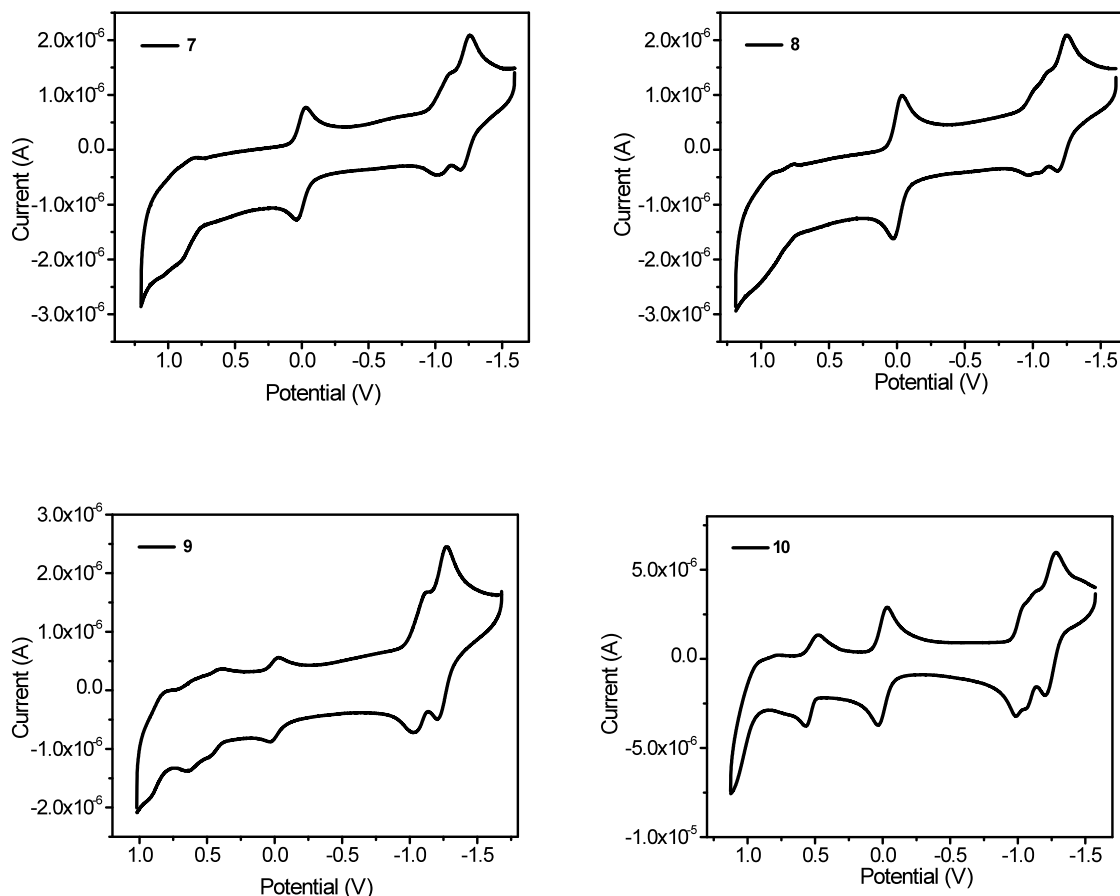 7
2.0x10⁻⁶
1.0x10⁻⁶
0.0
-1.0x10⁻⁶
-2.0x10⁻⁶
-3.0x10⁻⁶
Current (A)
1.0 0.5 0.0 -0.5 -1.0 -1.5
Potential (V)
8
2.0x10⁻⁶
1.0x10⁻⁶
0.0
-1.0x10⁻⁶
-2.0x10⁻⁶
-3.0x10⁻⁶
Current (A)
1.0 0.5 0.0 -0.5 -1.0 -1.5
Potential (V)
9
3.0x10⁻⁶
2.0x10⁻⁶
1.0x10⁻⁶
0.0
-1.0x10⁻⁶
-2.0x10⁻⁶
Current (A)
1.0 0.5 0.0 -0.5 -1.0 -1.5
Potential (V)
10
5.0x10⁻⁶
0.0
-5.0x10⁻⁶
-1.0x10⁻⁵
Current (A)
1.0 0.5 0.0 -0.5 -1.0 -1.5
Potential (V)